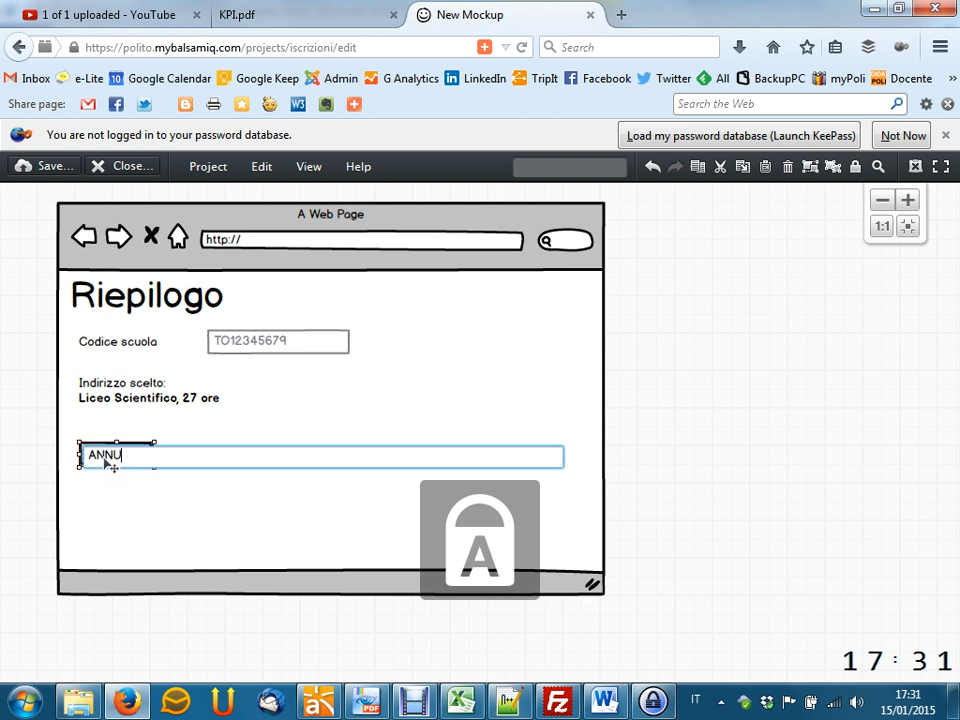 1 of 1 uploaded - YouTube
KPI.pdf
New Mockup
https://polito.mybalsamiq.com/projects/iscrizioni/edit
Search
Inbox e-Lite Google Calendar Google Keep Admin G Analytics LinkedIn TripIt Facebook Twitter All BackupPC myPoli Docente »
Share page:
Search the Web
You are not logged in to your password database.
Load my password database (Launch KeePass)
Not Now
Save...
Close...
Project
Edit
View
Help
A Web Page
http://
1:1
Riepilogo
Codice scuola
TO12345679
Indirizzo scelto:
Liceo Scientifico, 27 ore
ANNU
A
17:31
IT
17:31
15/01/2015